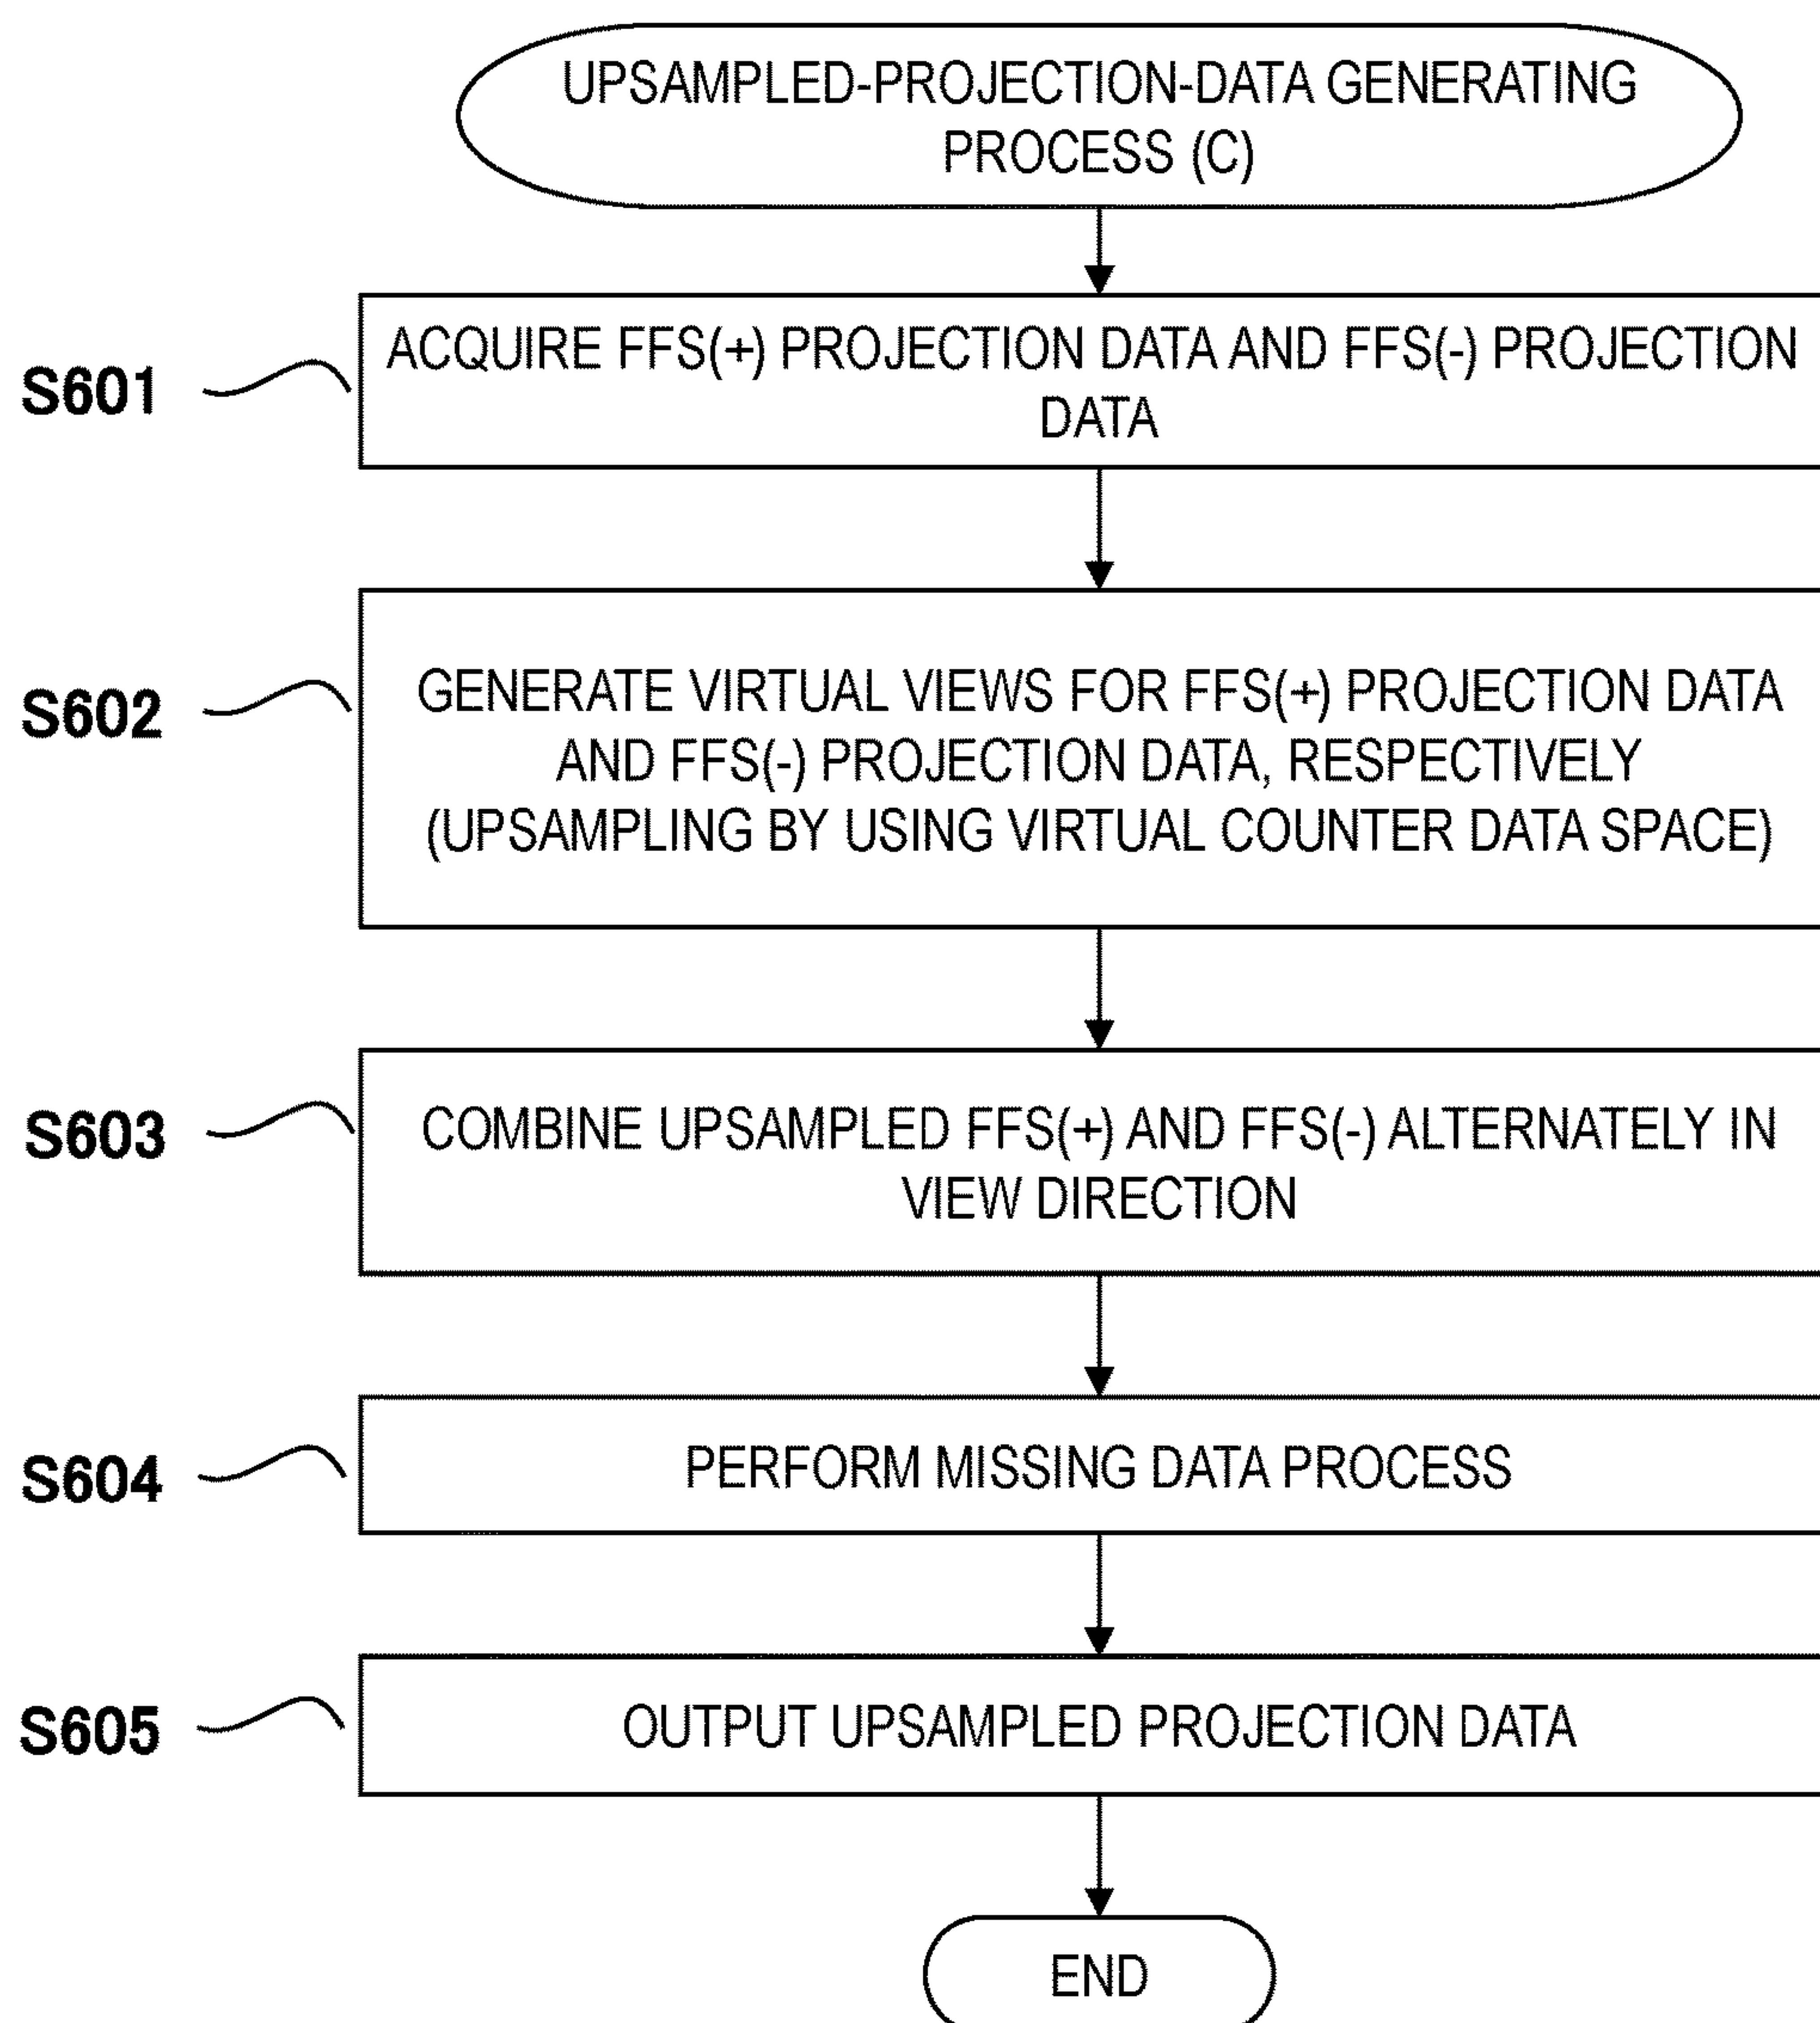 UPSAMPLED-PROJECTION-DATA GENERATING
PROCESS (C)
S601
ACQUIRE FFS(+) PROJECTION DATA AND FFS(-) PROJECTION
DATA
S602
GENERATE VIRTUAL VIEWS FOR FFS(+) PROJECTION DATA
AND FFS(-) PROJECTION DATA, RESPECTIVELY
(UPSAMPLING BY USING VIRTUAL COUNTER DATA SPACE)
S603
COMBINE UPSAMPLED FFS(+) AND FFS(-) ALTERNATELY IN
VIEW DIRECTION
S604
PERFORM MISSING DATA PROCESS
S605
OUTPUT UPSAMPLED PROJECTION DATA
END